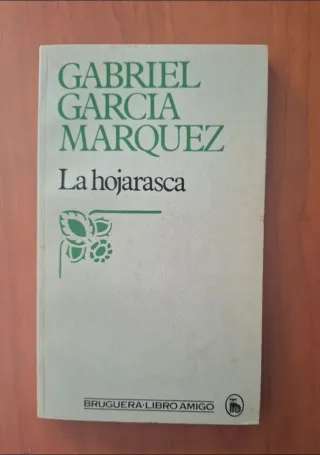 GABRIEL
GARCIA
MARQUEZ
La hojarasca
BRUGUERA·LIBRO AMIGO